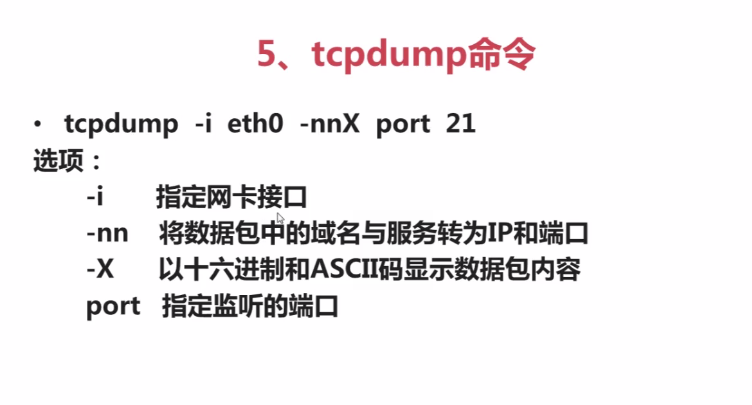 5、tcpdump命令
• tcpdump -i eth0 -nnX port 21
选项：
-i 指定网卡接口
-nn 将数据包中的域名与服务转为IP和端口
-X 以十六进制和ASCII码显示数据包内容
port 指定监听的端口